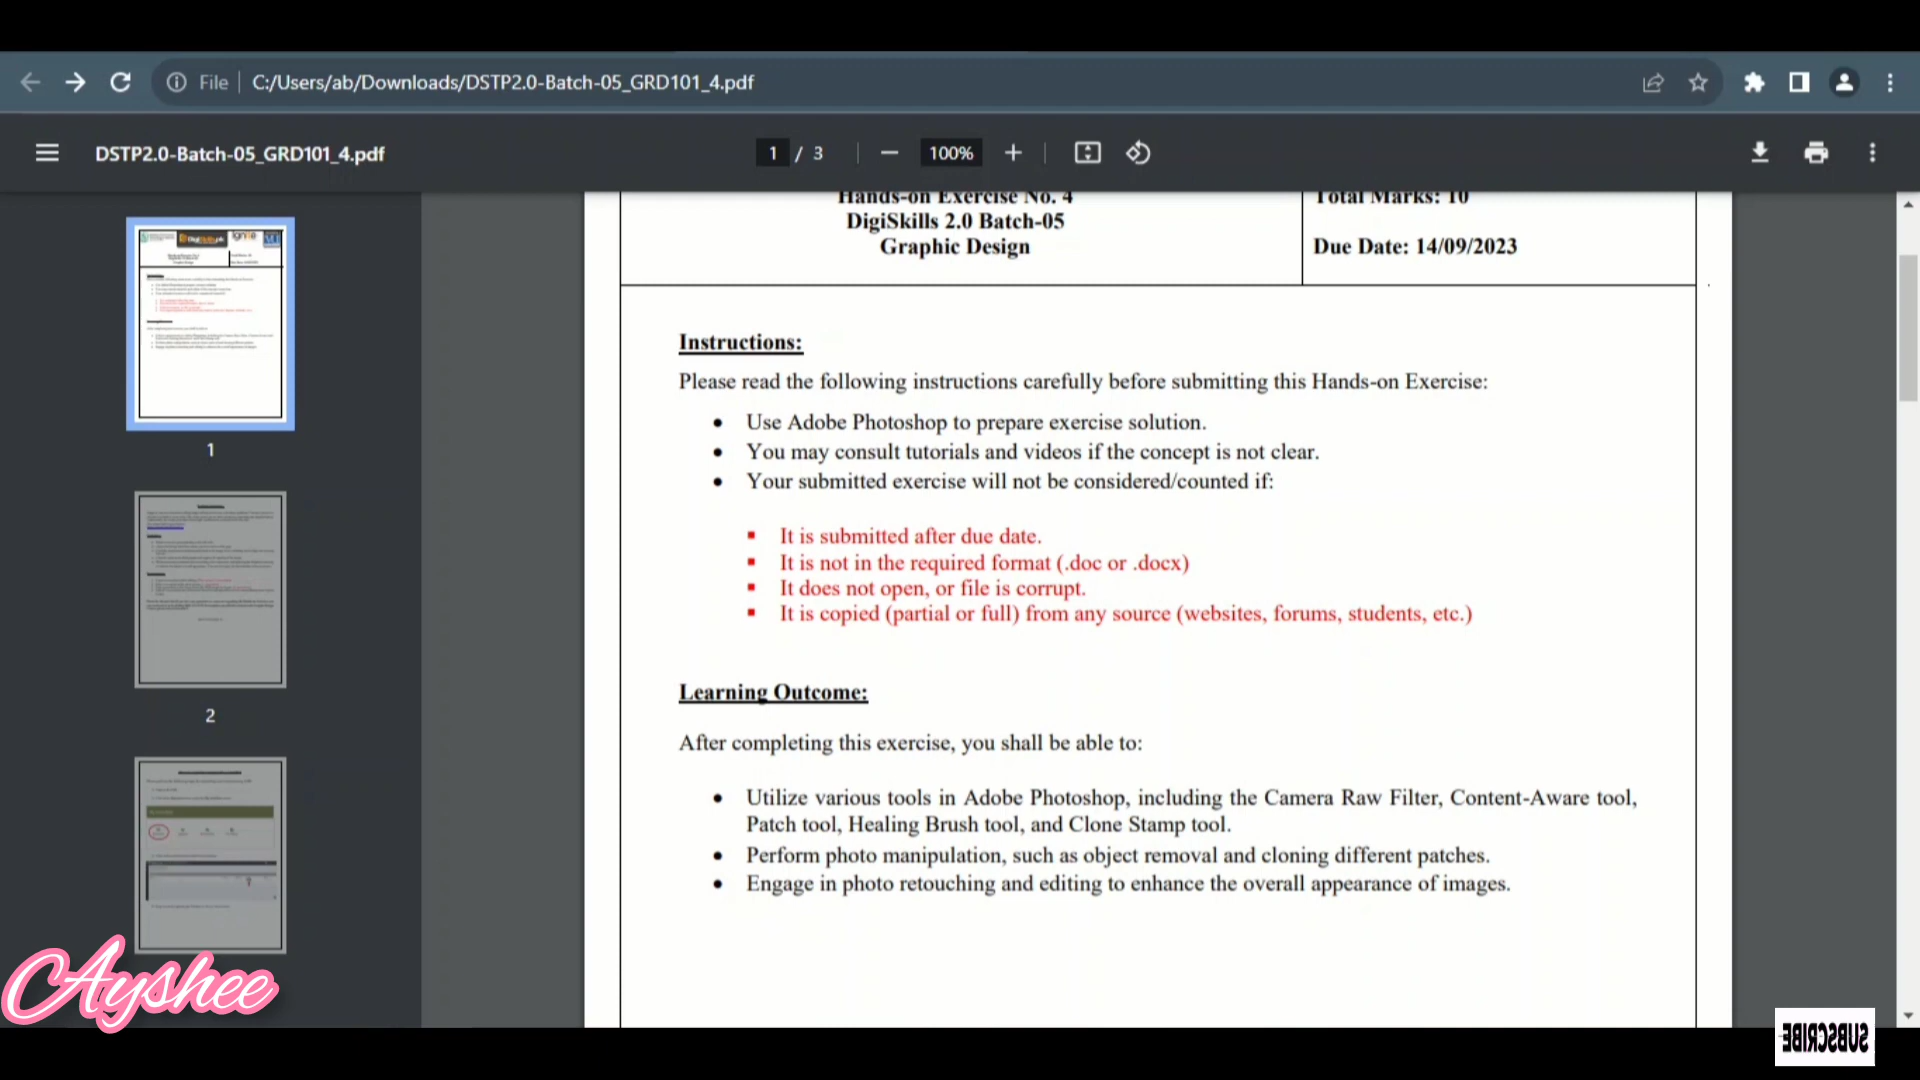 File
C:/Users/ab/Downloads/DSTP2.0-Batch-05_GRD101_4.pdf
DSTP2.0-Batch-05_GRD101_4.pdf
1 / 3
100%
Hands-on Exercise No. 4
DigiSkills 2.0 Batch-05
Graphic Design
Total Marks: 10
Due Date: 14/09/2023
Instructions:
Please read the following instructions carefully before submitting this Hands-on Exercise:
• Use Adobe Photoshop to prepare exercise solution.
• You may consult tutorials and videos if the concept is not clear.
• Your submitted exercise will not be considered/counted if:
▪ It is submitted after due date.
▪ It is not in the required format (.doc or .docx)
▪ It does not open, or file is corrupt.
▪ It is copied (partial or full) from any source (websites, forums, students, etc.)
Learning Outcome:
After completing this exercise, you shall be able to:
• Utilize various tools in Adobe Photoshop, including the Camera Raw Filter, Content-Aware tool,
Patch tool, Healing Brush tool, and Clone Stamp tool.
• Perform photo manipulation, such as object removal and cloning different patches.
• Engage in photo retouching and editing to enhance the overall appearance of images.
1
2
Ayshee
SUBSCRIBE